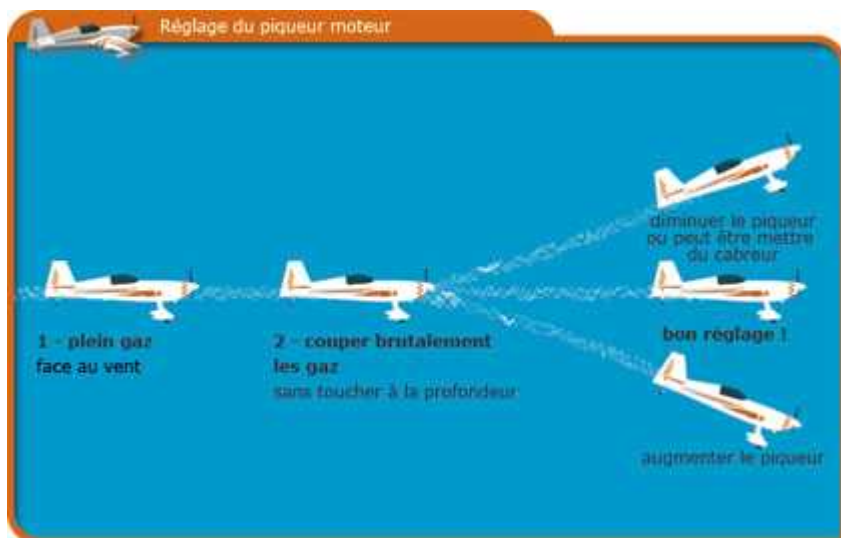 Réglage du piqueur moteur
diminuer le piqueur
ou peut être mettre
du cabreur
1 - plein gaz
face au vent
2 - couper brutalement
les gaz
sans toucher à la profondeur
bon réglage !
augmenter le piqueur